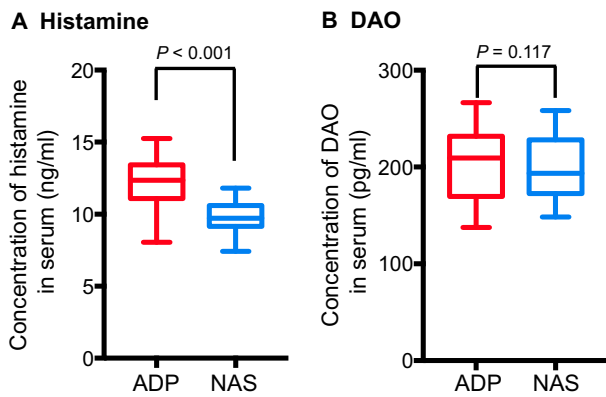 A Histamine
P < 0.001
Concentration of histamine
in serum (ng/ml)
20
15
10
5
0
ADP NAS
B DAO
P = 0.117
Concentration of DAO
in serum (pg/ml)
300
200
100
0
ADP NAS